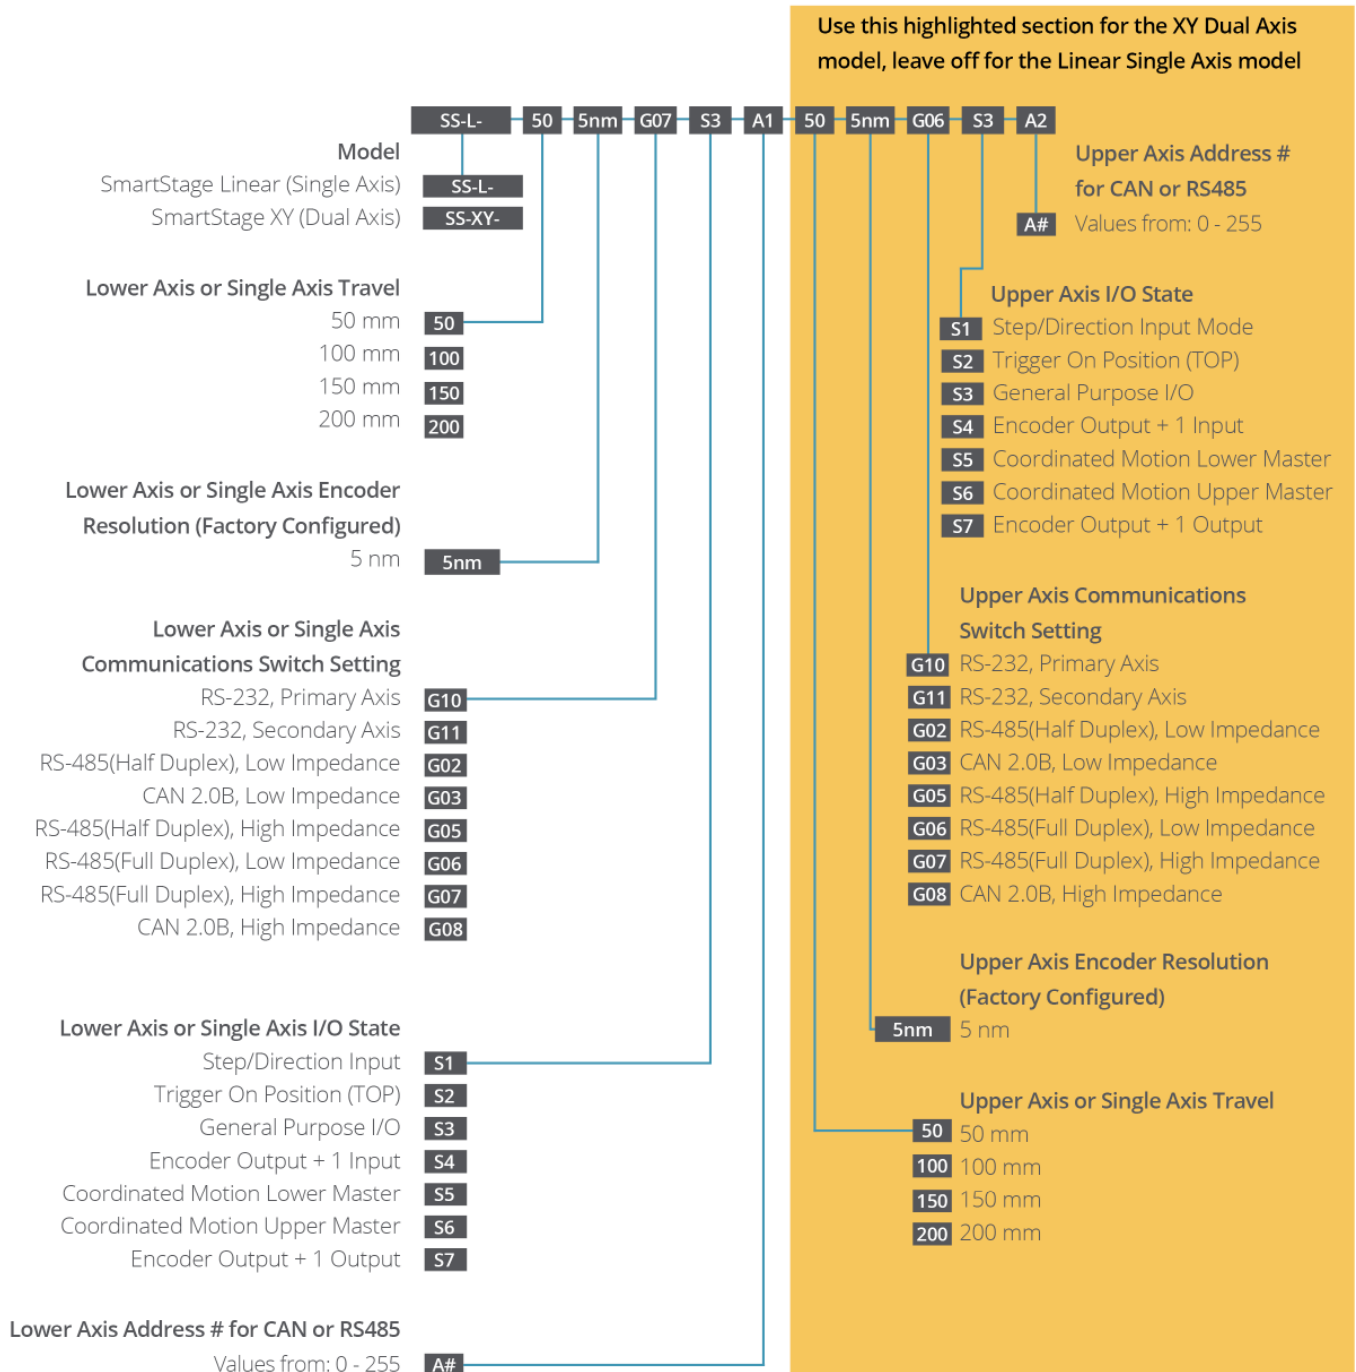 Use this highlighted section for the XY Dual Axis
model, leave off for the Linear Single Axis model
SS-L- 50 5nm G07 S3 A1 50 5nm G06 S3 A2
Model
SmartStage Linear (Single Axis) SS-L-
SmartStage XY (Dual Axis) SS-XY-
Lower Axis or Single Axis Travel
50 mm 50
100 mm 100
150 mm 150
200 mm 200
Lower Axis or Single Axis Encoder
Resolution (Factory Configured)
5 nm 5nm
Lower Axis or Single Axis
Communications Switch Setting
RS-232, Primary Axis G10
RS-232, Secondary Axis G11
RS-485(Half Duplex), Low Impedance G02
CAN 2.0B, Low Impedance G03
RS-485(Half Duplex), High Impedance G05
RS-485(Full Duplex), Low Impedance G06
RS-485(Full Duplex), High Impedance G07
CAN 2.0B, High Impedance G08
Lower Axis or Single Axis I/O State
Step/Direction Input S1
Trigger On Position (TOP) S2
General Purpose I/O S3
Encoder Output + 1 Input S4
Coordinated Motion Lower Master S5
Coordinated Motion Upper Master S6
Encoder Output + 1 Output S7
Lower Axis Address # for CAN or RS485
Values from: 0 - 255 A#
Upper Axis Address #
for CAN or RS485
A# Values from: 0 - 255
Upper Axis I/O State
S1 Step/Direction Input Mode
S2 Trigger On Position (TOP)
S3 General Purpose I/O
S4 Encoder Output + 1 Input
S5 Coordinated Motion Lower Master
S6 Coordinated Motion Upper Master
S7 Encoder Output + 1 Output
Upper Axis Communications
Switch Setting
G10 RS-232, Primary Axis
G11 RS-232, Secondary Axis
G02 RS-485(Half Duplex), Low Impedance
G03 CAN 2.0B, Low Impedance
G05 RS-485(Half Duplex), High Impedance
G06 RS-485(Full Duplex), Low Impedance
G07 RS-485(Full Duplex), High Impedance
G08 CAN 2.0B, High Impedance
Upper Axis Encoder Resolution
(Factory Configured)
5nm 5 nm
Upper Axis or Single Axis Travel
50 50 mm
100 100 mm
150 150 mm
200 200 mm